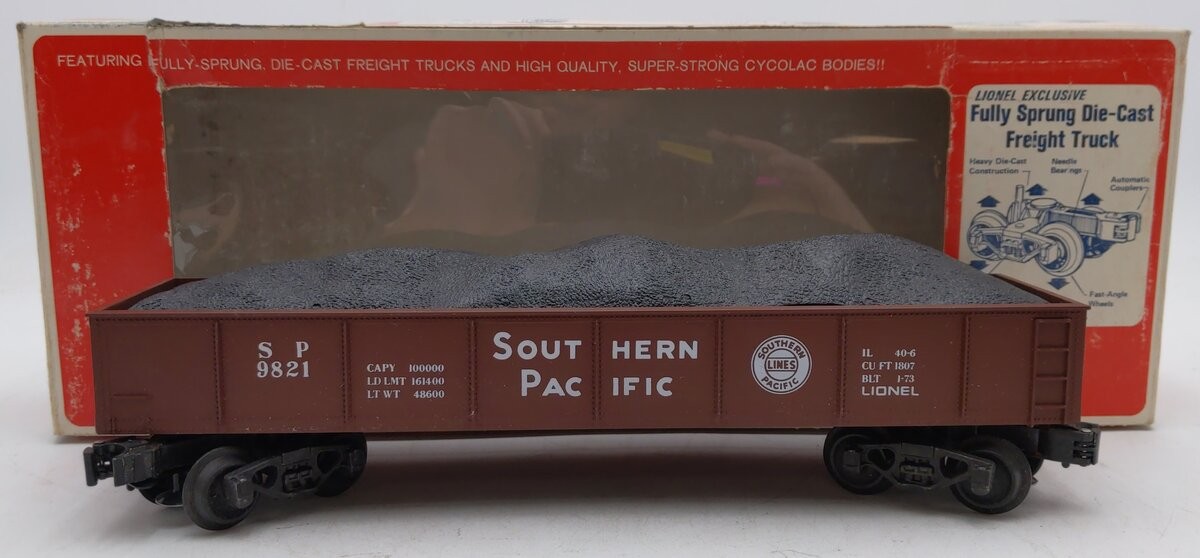 FEATURING FULLY-SPRUNG, DIE-CAST FREIGHT TRUCKS AND HIGH QUALITY, SUPER-STRONG CYCOLAC BODIES!!
LIONEL EXCLUSIVE
Fully Sprung Die-Cast
Freight Truck
Heavy Die-Cast
Construction
Needle
Bearings
Automatic
Couplers
Fast-Angle
Wheels
S P
9821
CAPY 100000
LD LMT 161400
LT WT 48600
SOUTHERN
PACIFIC
SOUTHERN
LINES
PACIFIC
IL 40-6
CU FT 1807
BLT 1-73
LIONEL